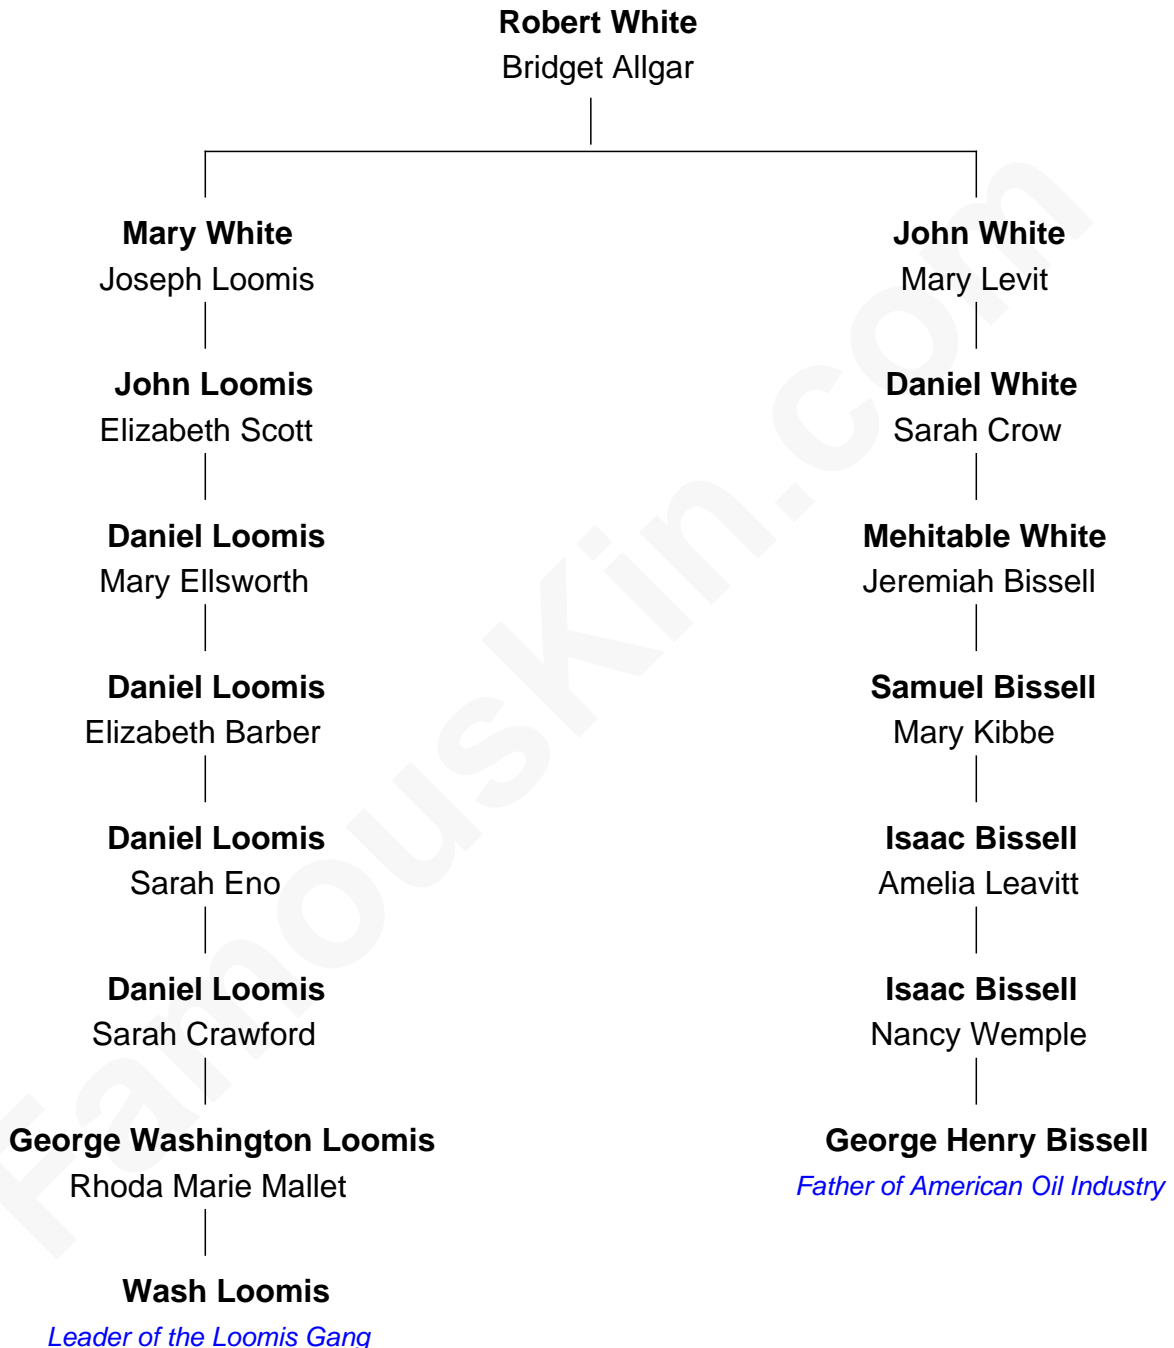 Robert White
Bridget Allgar
Mary White
Joseph Loomis
John Loomis
Elizabeth Scott
Daniel Loomis
Mary Ellsworth
Daniel Loomis
Elizabeth Barber
Daniel Loomis
Sarah Eno
Daniel Loomis
Sarah Crawford
George Washington Loomis
Rhoda Marie Mallet
Wash Loomis
Leader of the Loomis Gang
John White
Mary Levit
Daniel White
Sarah Crow
Mehitable White
Jeremiah Bissell
Samuel Bissell
Mary Kibbe
Isaac Bissell
Amelia Leavitt
Isaac Bissell
Nancy Wemple
George Henry Bissell
Father of American Oil Industry
FamousKin.com